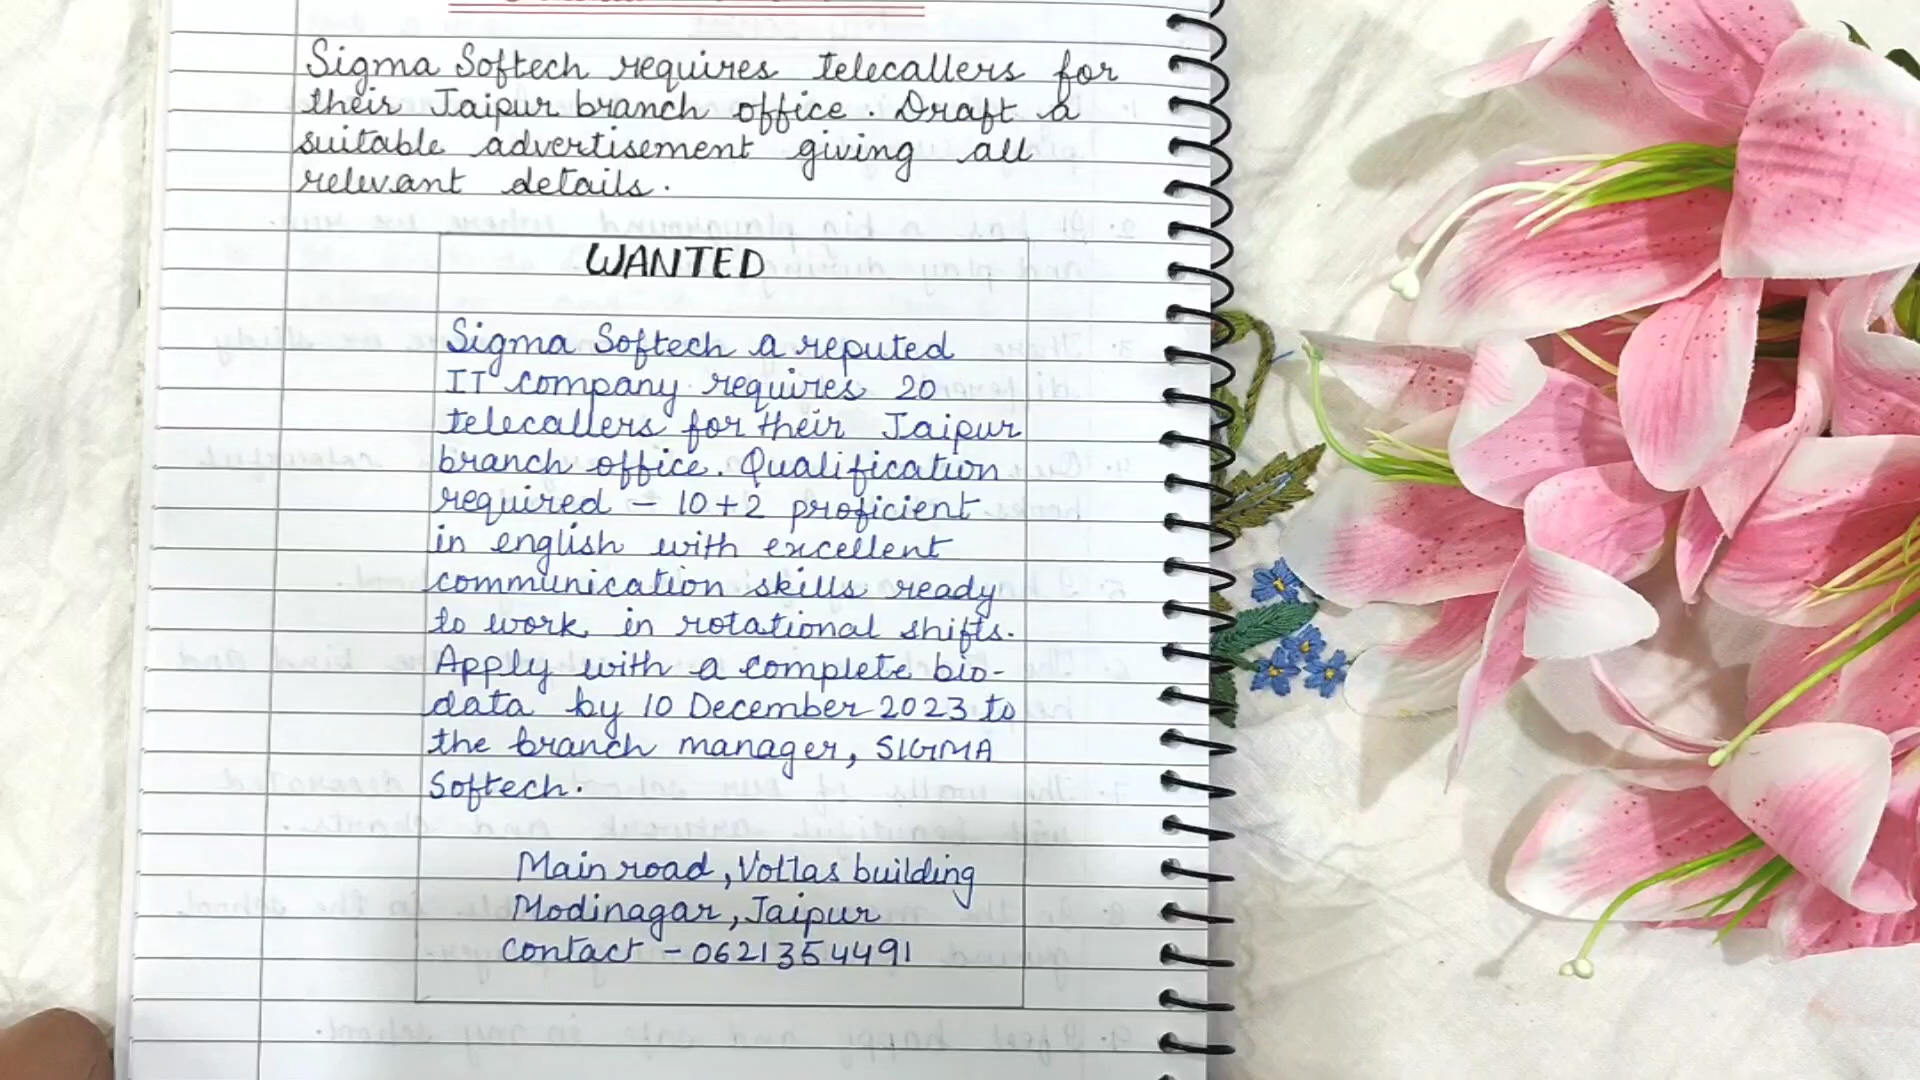 Sigma Softech requires telecallers for
their Jaipur branch office. Draft a
suitable advertisement giving all
relevant details.
WANTED
Sigma Softech a reputed
IT company requires 20
telecallers for their Jaipur
branch office. Qualification
required - 10+2 proficient
in english with excellent
communication skills ready
to work in rotational shifts.
Apply with a complete bio-
data by 10 December 2023 to
the branch manager, SIGMA
Softech.
Main road, Voltas building
Modinagar, Jaipur
Contact - 0621354491